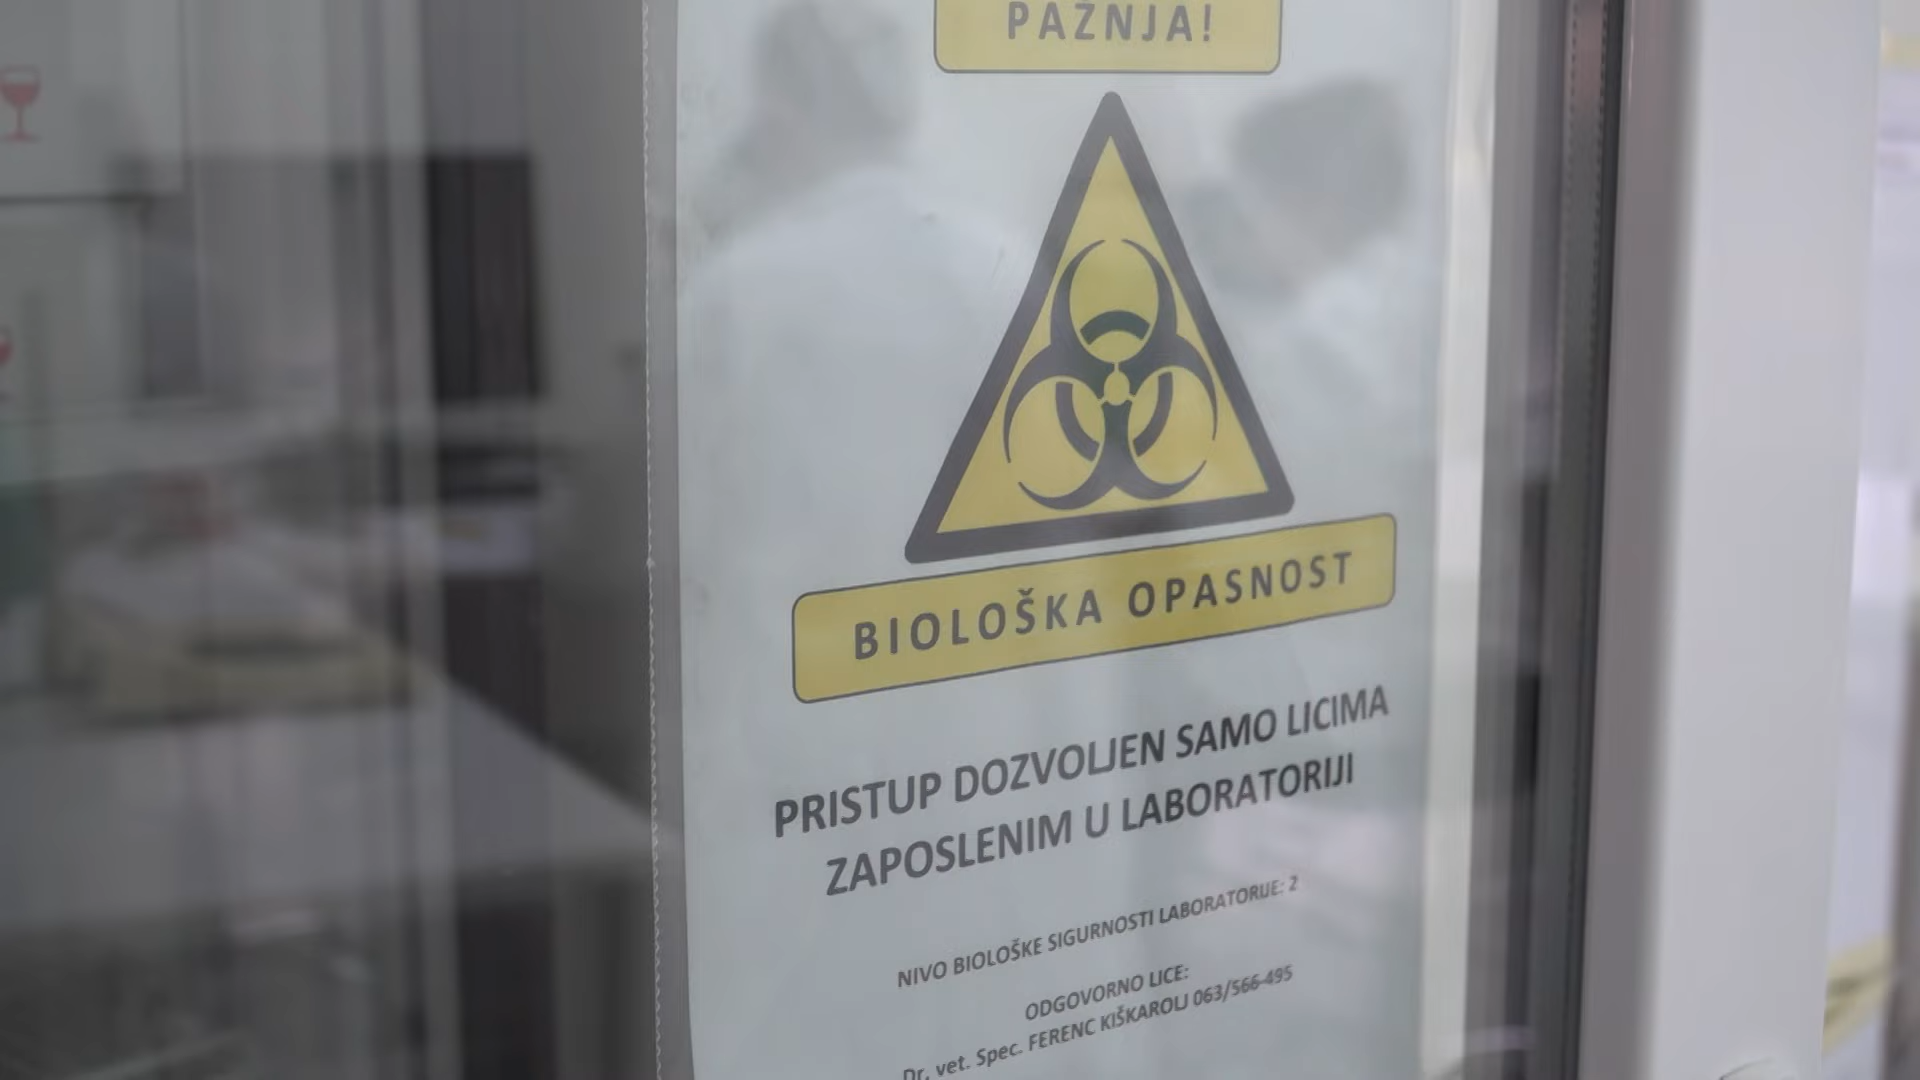 PAŽNJA!
BIOLOŠKA OPASNOST
PRISTUP DOZVOLJEN SAMO LICIMA
ZAPOSLENIM U LABORATORIJI
NIVO BIOLOŠKE SIGURNOSTI LABORATORIJE: 2
ODGOVORNO LICE:
Dr. vet. Spec. FERENC KIŠKAROLJ 063/566-495